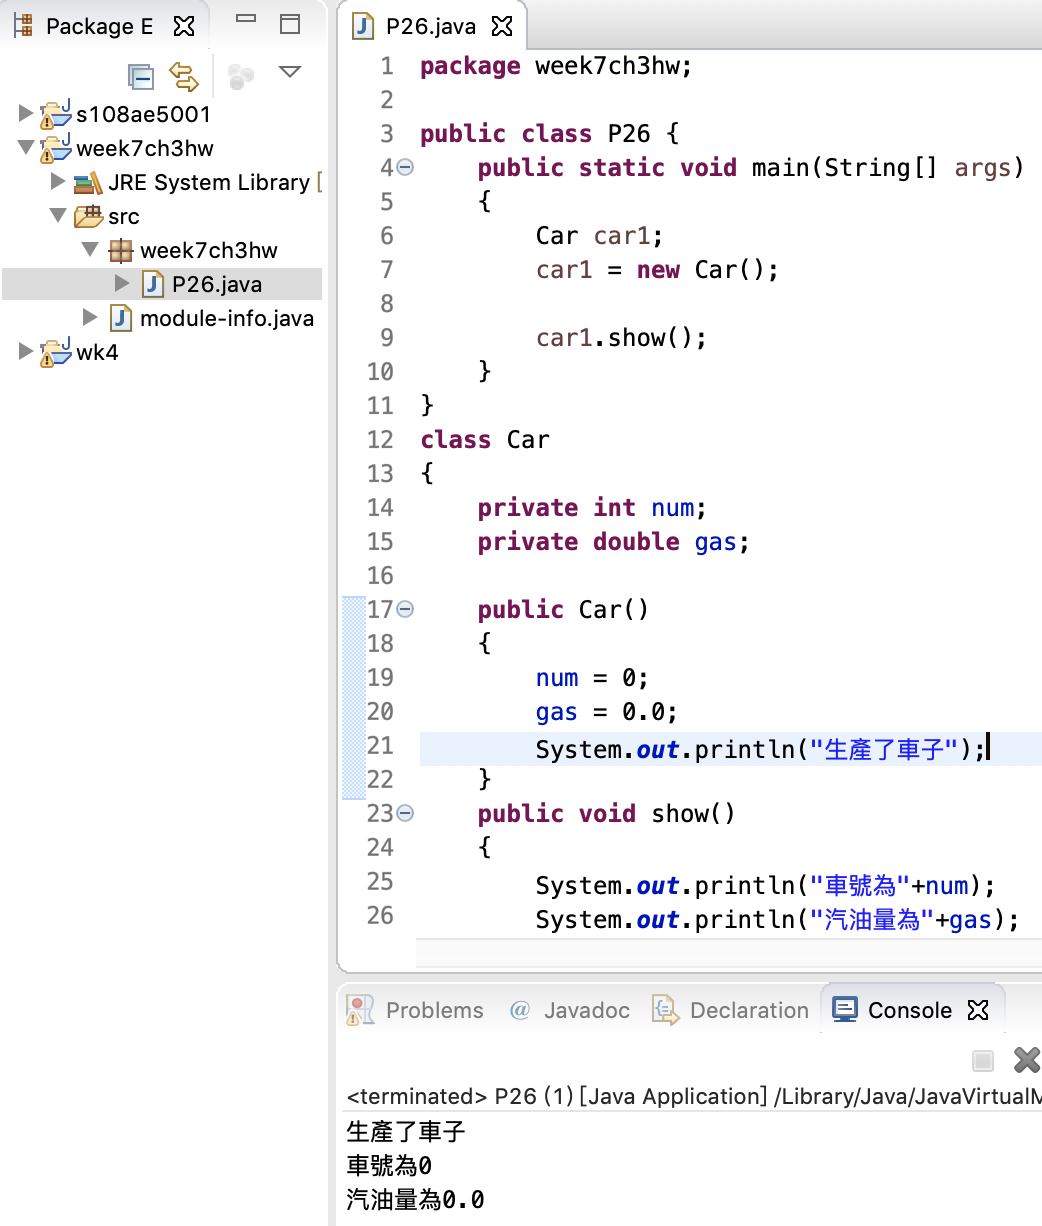 Package E
s108ae5001
week7ch3hw
JRE System Library [
src
week7ch3hw
P26.java
module-info.java
wk4
P26.java
1 package week7ch3hw;
2
3 public class P26 {
4 public static void main(String[] args)
5 {
6 Car car1;
7 car1 = new Car();
8
9 car1.show();
10 }
11 }
12 class Car
13 {
14 private int num;
15 private double gas;
16
17 public Car()
18 {
19 num = 0;
20 gas = 0.0;
21 System.out.println("生產了車子");
22 }
23 public void show()
24 {
25 System.out.println("車號為"+num);
26 System.out.println("汽油量為"+gas);
Problems @ Javadoc Declaration Console
<terminated> P26 (1) [Java Application] /Library/Java/JavaVirtualM
生產了車子
車號為0
汽油量為0.0